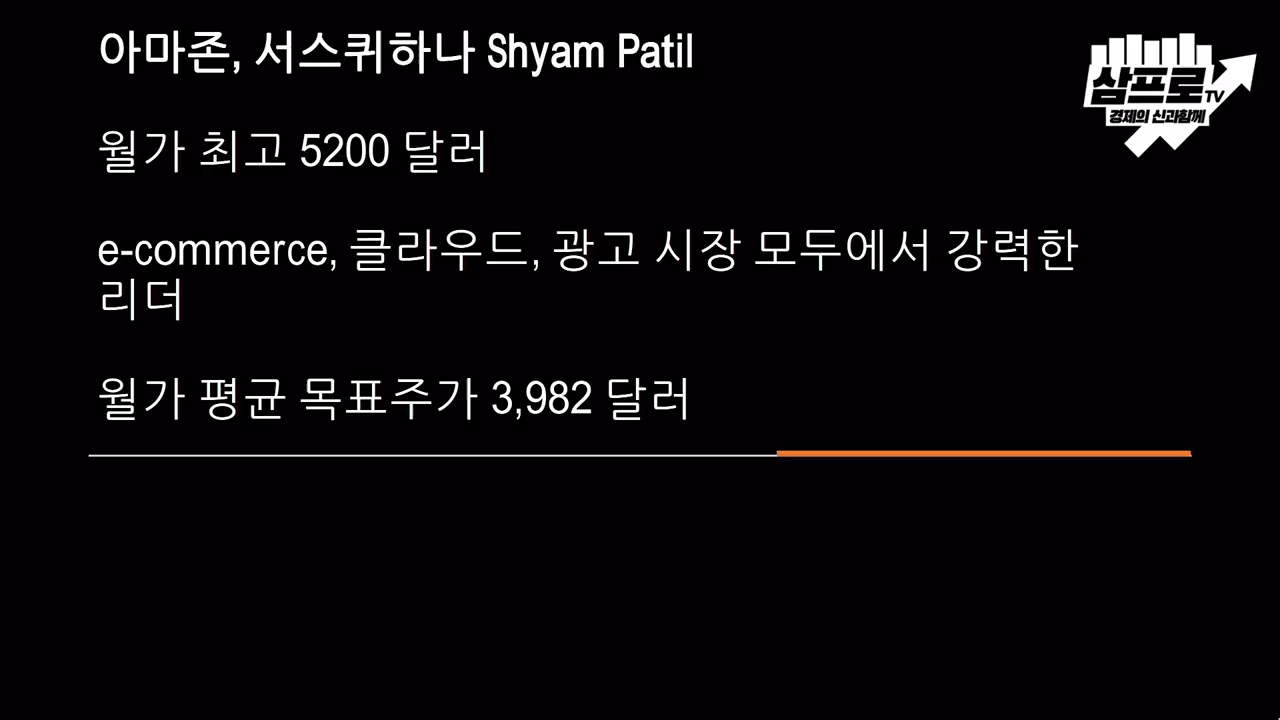 아마존, 서스퀴하나 Shyam Patil
삼프로TV
경제의 신과함께
월가 최고 5200 달러
e-commerce, 클라우드, 광고 시장 모두에서 강력한
리더
월가 평균 목표주가 3,982 달러